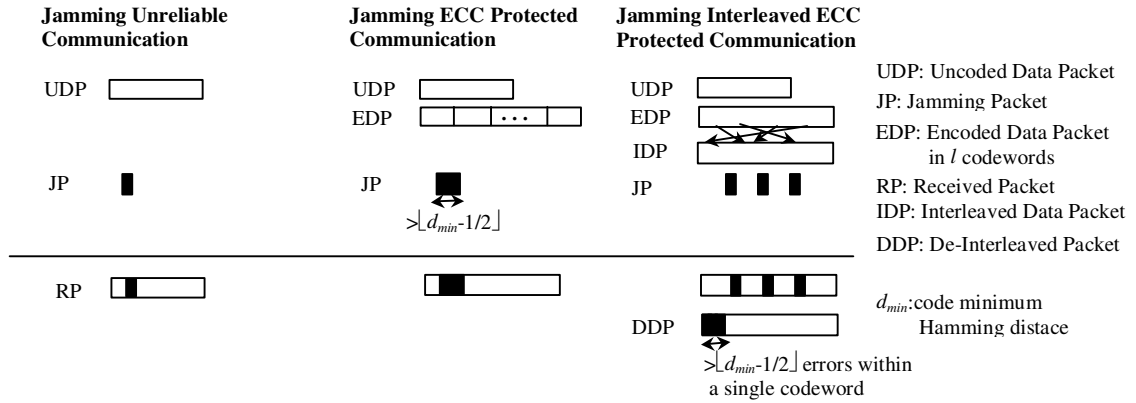 Jamming Unreliable
Communication
UDP
JP
RP
Jamming ECC Protected
Communication
UDP
EDP
. . .
JP
>⌊d_min-1/2⌋
Jamming Interleaved ECC
Protected Communication
UDP
EDP
IDP
JP
DDP
>⌊d_min-1/2⌋ errors within
a single codeword
UDP: Uncoded Data Packet
JP: Jamming Packet
EDP: Encoded Data Packet
in l codewords
RP: Received Packet
IDP: Interleaved Data Packet
DDP: De-Interleaved Packet
d_min:code minimum
Hamming distace